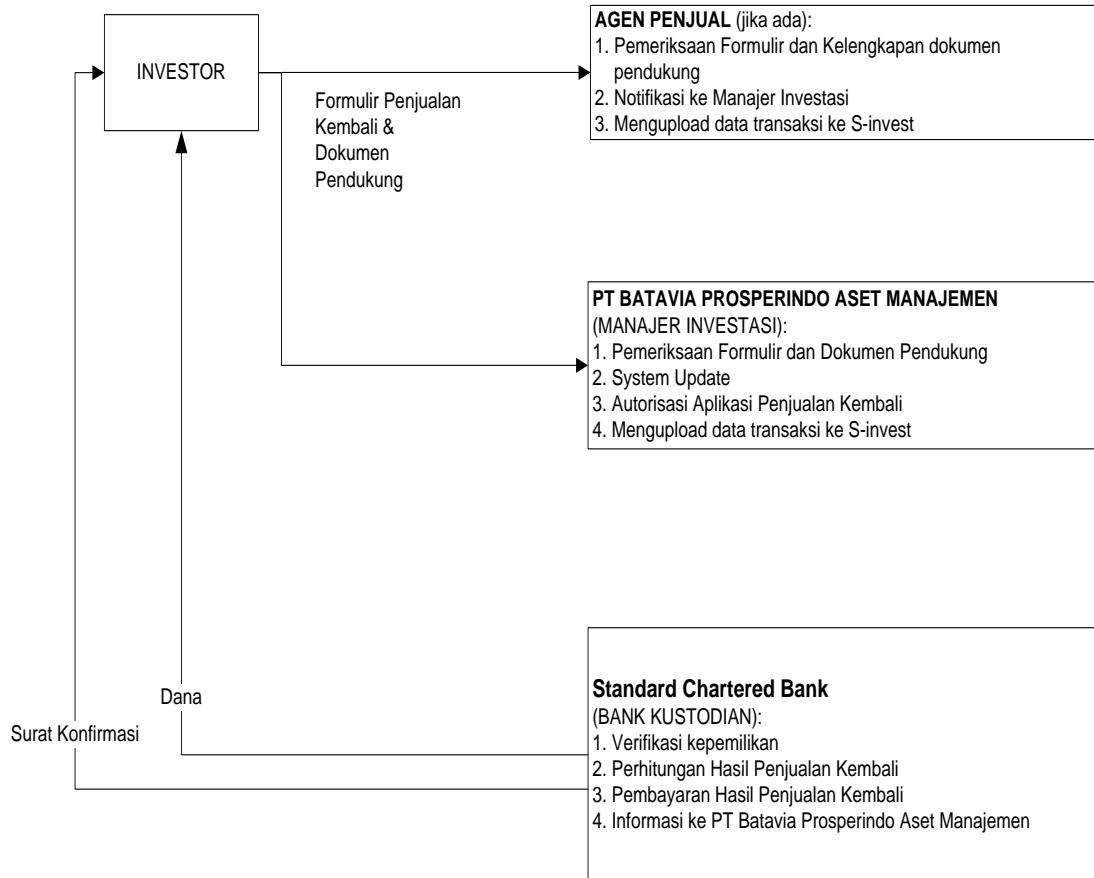 INVESTOR
Formulir Penjualan
Kembali &
Dokumen
Pendukung
AGEN PENJUAL (jika ada):
1. Pemeriksaan Formulir dan Kelengkapan dokumen
pendukung
2. Notifikasi ke Manajer Investasi
3. Mengupload data transaksi ke S-invest
PT BATAVIA PROSPERINDO ASET MANAJEMEN
(MANAJER INVESTASI):
1. Pemeriksaan Formulir dan Dokumen Pendukung
2. System Update
3. Autorisasi Aplikasi Penjualan Kembali
4. Mengupload data transaksi ke S-invest
Dana
Surat Konfirmasi
Standard Chartered Bank
(BANK KUSTODIAN):
1. Verifikasi kepemilikan
2. Perhitungan Hasil Penjualan Kembali
3. Pembayaran Hasil Penjualan Kembali
4. Informasi ke PT Batavia Prosperindo Aset Manajemen